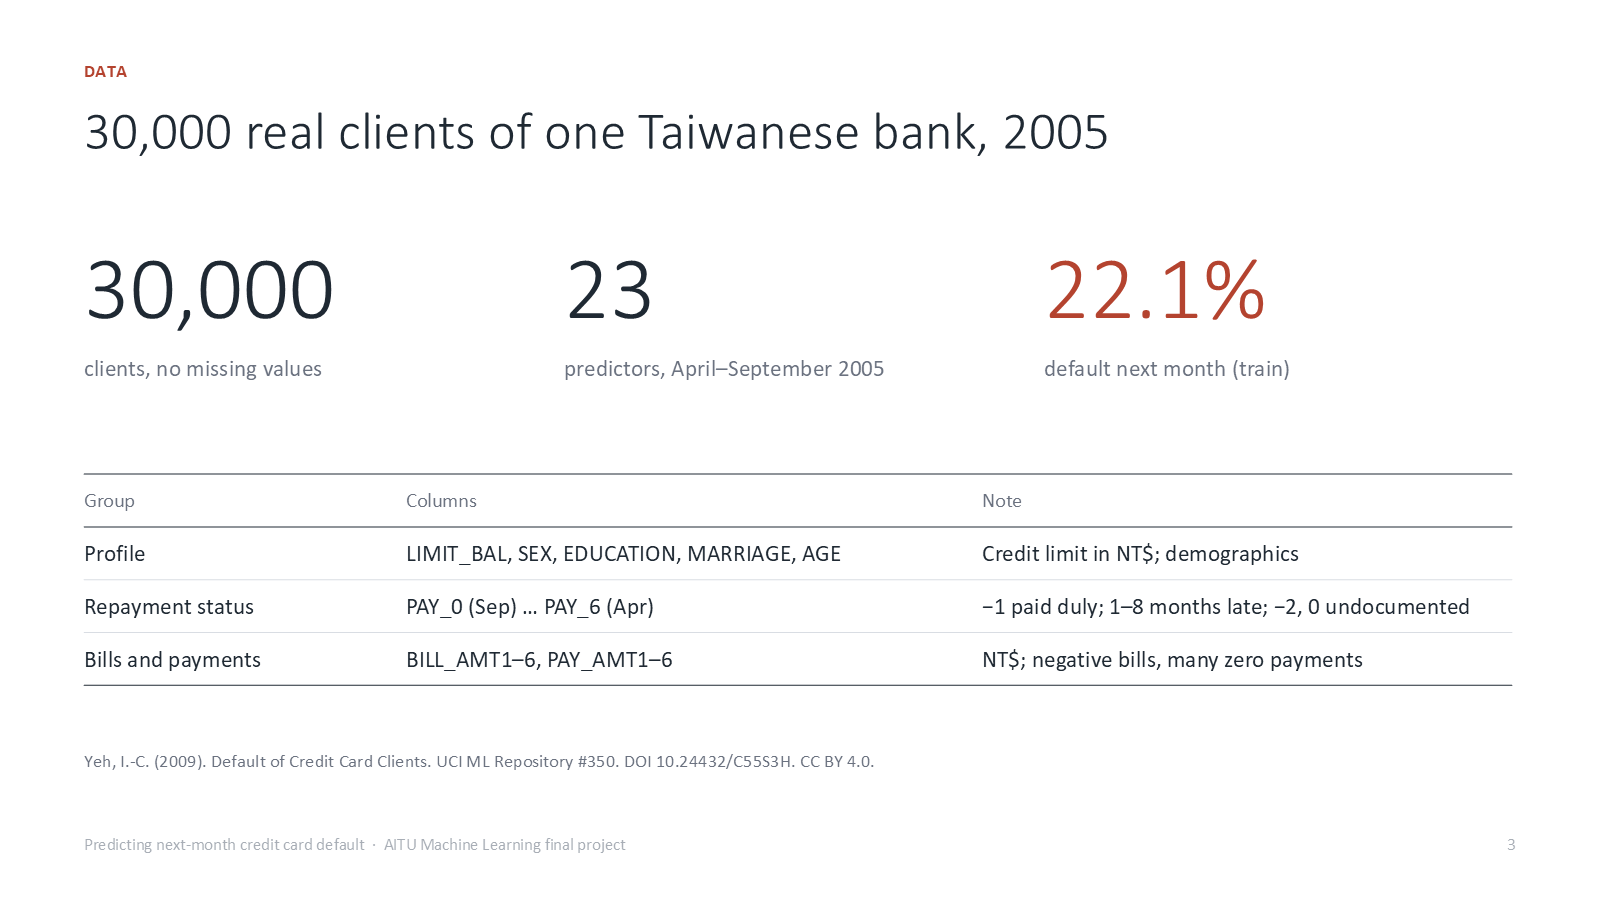 DATA
30,000 real clients of one Taiwanese bank, 2005
30,000
23
22.1%
clients, no missing values
predictors, April–September 2005
default next month (train)
Group Columns Note
Profile LIMIT_BAL, SEX, EDUCATION, MARRIAGE, AGE Credit limit in NT$; demographics
Repayment status PAY_0 (Sep) … PAY_6 (Apr) −1 paid duly; 1–8 months late; −2, 0 undocumented
Bills and payments BILL_AMT1–6, PAY_AMT1–6 NT$; negative bills, many zero payments
Yeh, I.-C. (2009). Default of Credit Card Clients. UCI ML Repository #350. DOI 10.24432/C55S3H. CC BY 4.0.
Predicting next-month credit card default · AITU Machine Learning final project 3